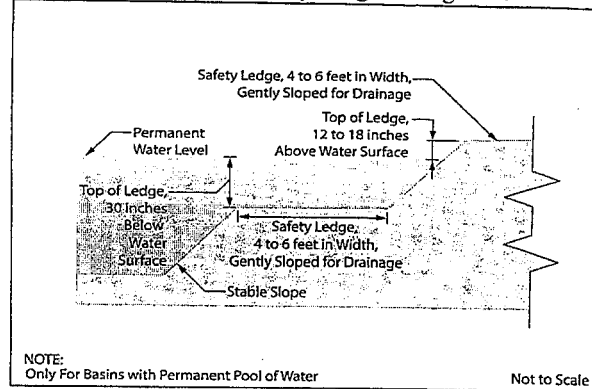 Safety Ledge, 4 to 6 feet in Width,
Gently Sloped for Drainage
Top of Ledge,
12 to 18 inches
Above Water Surface
Permanent
Water Level
Top of Ledge,
30 inches
Below
Water
Surface
Safety Ledge,
4 to 6 feet in Width,
Gently Sloped for Drainage
Stable Slope
NOTE:
Only For Basins with Permanent Pool of Water
Not to Scale